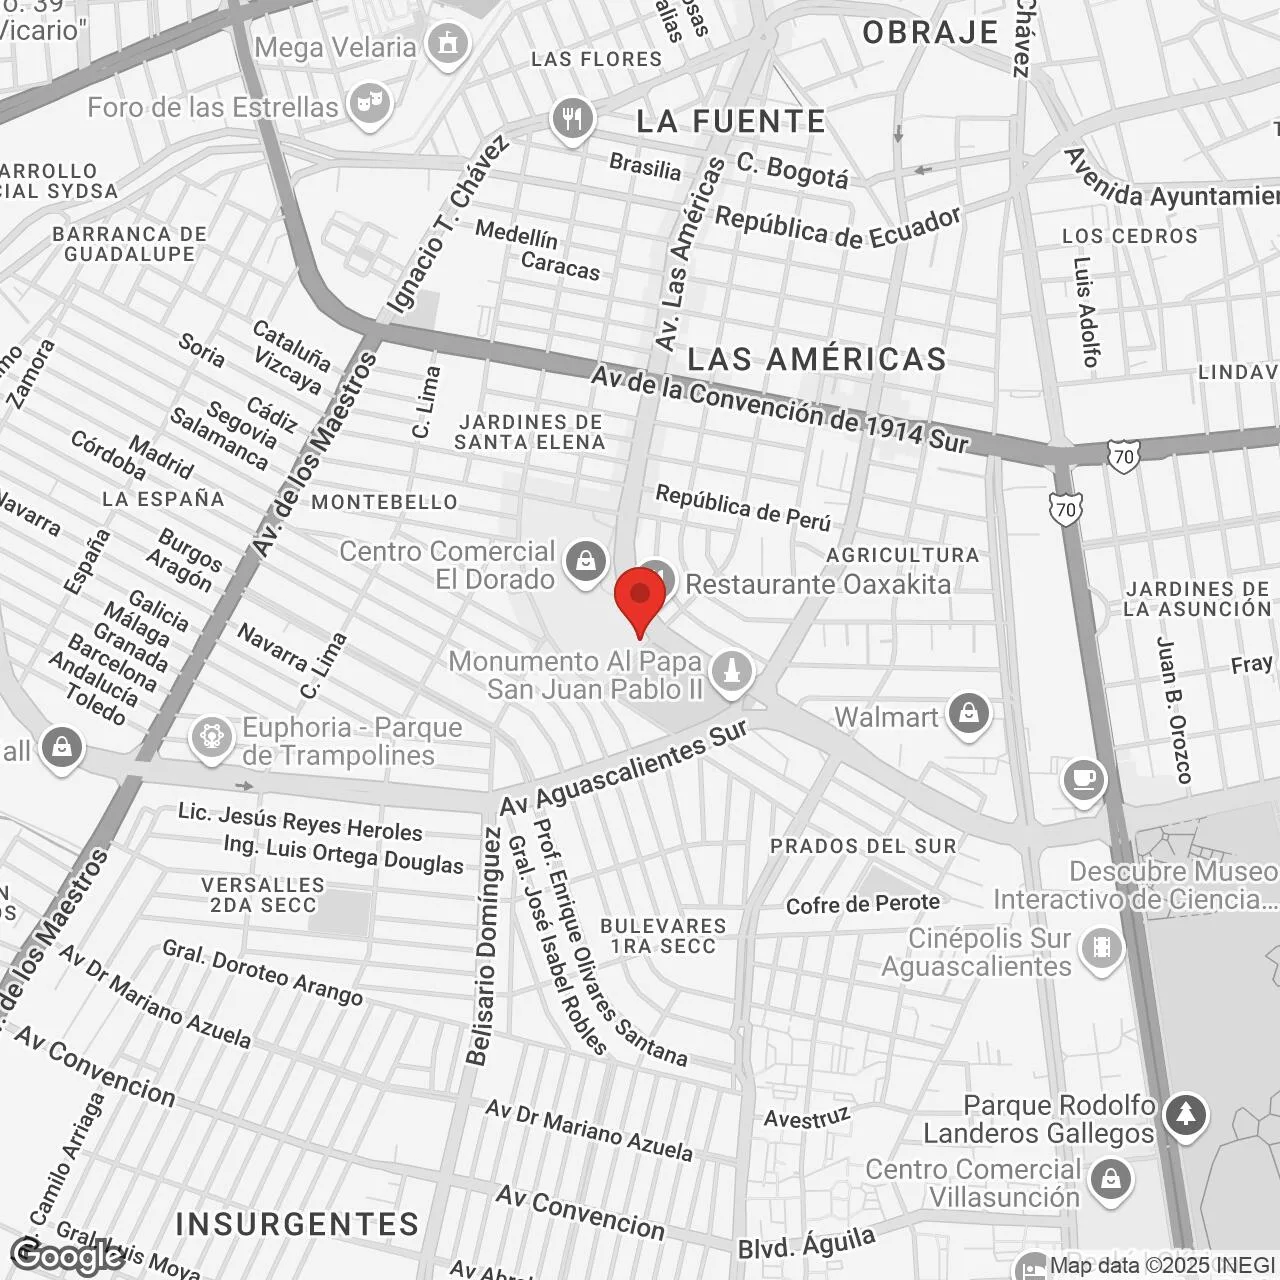 o. 39
Vicario"
Mega Velaria
Foro de las Estrellas
LAS FLORES
OBRAJE
Chávez
LA FUENTE
Brasilia
C. Bogotá
Avenida Ayuntamien
ARROLLO
CIAL SYDSA
Ignacio T. Chávez
Av. Las Américas
República de Ecuador
BARRANCA DE
GUADALUPE
Medellín
Caracas
LOS CEDROS
Luis Adolfo
Cataluña
Vizcaya
Soria
Zamora
LAS AMÉRICAS
LINDAV
Av de la Convención de 1914 Sur
C. Lima
Cádiz
Segovia
Salamanca
Madrid
Córdoba
JARDINES DE
SANTA ELENA
Av. de los Maestros
70
70
LA ESPAÑA
MONTEBELLO
República de Perú
Navarra
Burgos
Aragón
España
Centro Comercial
El Dorado
AGRICULTURA
Restaurante Oaxakita
JARDINES DE
LA ASUNCIÓN
Galicia
Málaga
Granada
Barcelona
Andalucía
Toledo
Navarra
C. Lima
Monumento Al Papa
San Juan Pablo II
Juan B. Orozco
Fray
Walmart
all
Euphoria - Parque
de Trampolines
Av Aguascalientes Sur
Lic. Jesús Reyes Heroles
Ing. Luis Ortega Douglas
PRADOS DEL SUR
VERSALLES
2DA SECC
Belisario Domínguez
Gral. José Isabel Robles
Prof. Enrique Olivares Santana
Descubre Museo
Interactivo de Ciencia...
Cofre de Perote
BULEVARES
1RA SECC
Cinépolis Sur
Aguascalientes
de los Maestros
Gral. Doroteo Arango
Av Dr Mariano Azuela
Av Convencion
Camilo Arriaga
Av Dr Mariano Azuela
Avestruz
Parque Rodolfo
Landeros Gallegos
Centro Comercial
Villasunción
Av Convencion
INSURGENTES
Blvd. Águila
Gral. Luis Moya
Google
Map data ©2025 INEGI